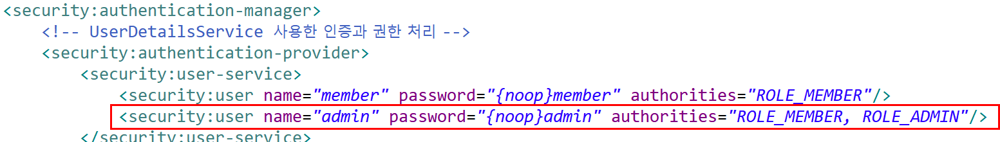 <security:authentication-manager>
<!-- UserDetailsService 사용한 인증과 권한 처리 -->
<security:authentication-provider>
<security:user-service>
<security:user name="member" password="{noop}member" authorities="ROLE_MEMBER"/>
<security:user name="admin" password="{noop}admin" authorities="ROLE_MEMBER, ROLE_ADMIN"/>
</security:user-service>